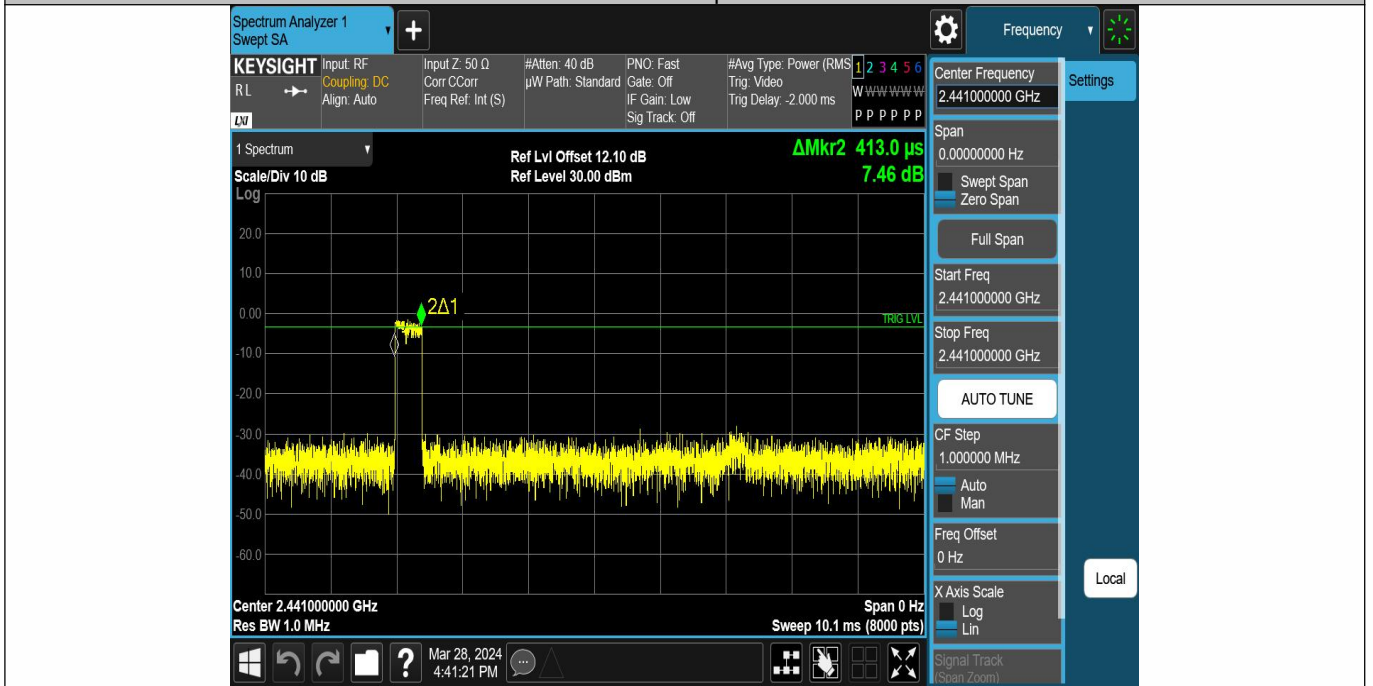 Spectrum Analyzer 1
Swept SA
+
Frequency
KEYSIGHT
RL
LXI
Input: RF
Coupling: DC
Align: Auto
Input Z: 50 Ω
Corr CCorr
Freq Ref: Int (S)
#Atten: 40 dB
µW Path: Standard
PNO: Fast
Gate: Off
IF Gain: Low
Sig Track: Off
#Avg Type: Power (RMS
Trig: Video
Trig Delay: -2.000 ms
1 2 3 4 5 6
W W W W W W
P P P P P P
1 Spectrum
Scale/Div 10 dB
Log
Ref Lvl Offset 12.10 dB
Ref Level 30.00 dBm
ΔMkr2 413.0 µs
7.46 dB
20.0
10.0
0.00
-10.0
-20.0
-30.0
-40.0
-50.0
-60.0
2Δ1
TRIG LVL
Center 2.441000000 GHz
Res BW 1.0 MHz
Span 0 Hz
Sweep 10.1 ms (8000 pts)
?
Mar 28, 2024
4:41:21 PM
Center Frequency
2.441000000 GHz
Span
0.00000000 Hz
Swept Span
Zero Span
Full Span
Start Freq
2.441000000 GHz
Stop Freq
2.441000000 GHz
AUTO TUNE
CF Step
1.000000 MHz
Auto
Man
Freq Offset
0 Hz
X Axis Scale
Log
Lin
Signal Track
(Span Zoom)
Settings
Local